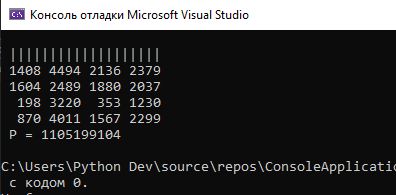 Консоль отладки Microsoft Visual Studio
||||||||||||||||||||
1408 4494 2136 2379
1604 2489 1880 2037
198 3220 353 1230
870 4011 1567 2299
P = 1105199104
C:\Users\Python Dev\source\repos\ConsoleApplicatio
с кодом 0.